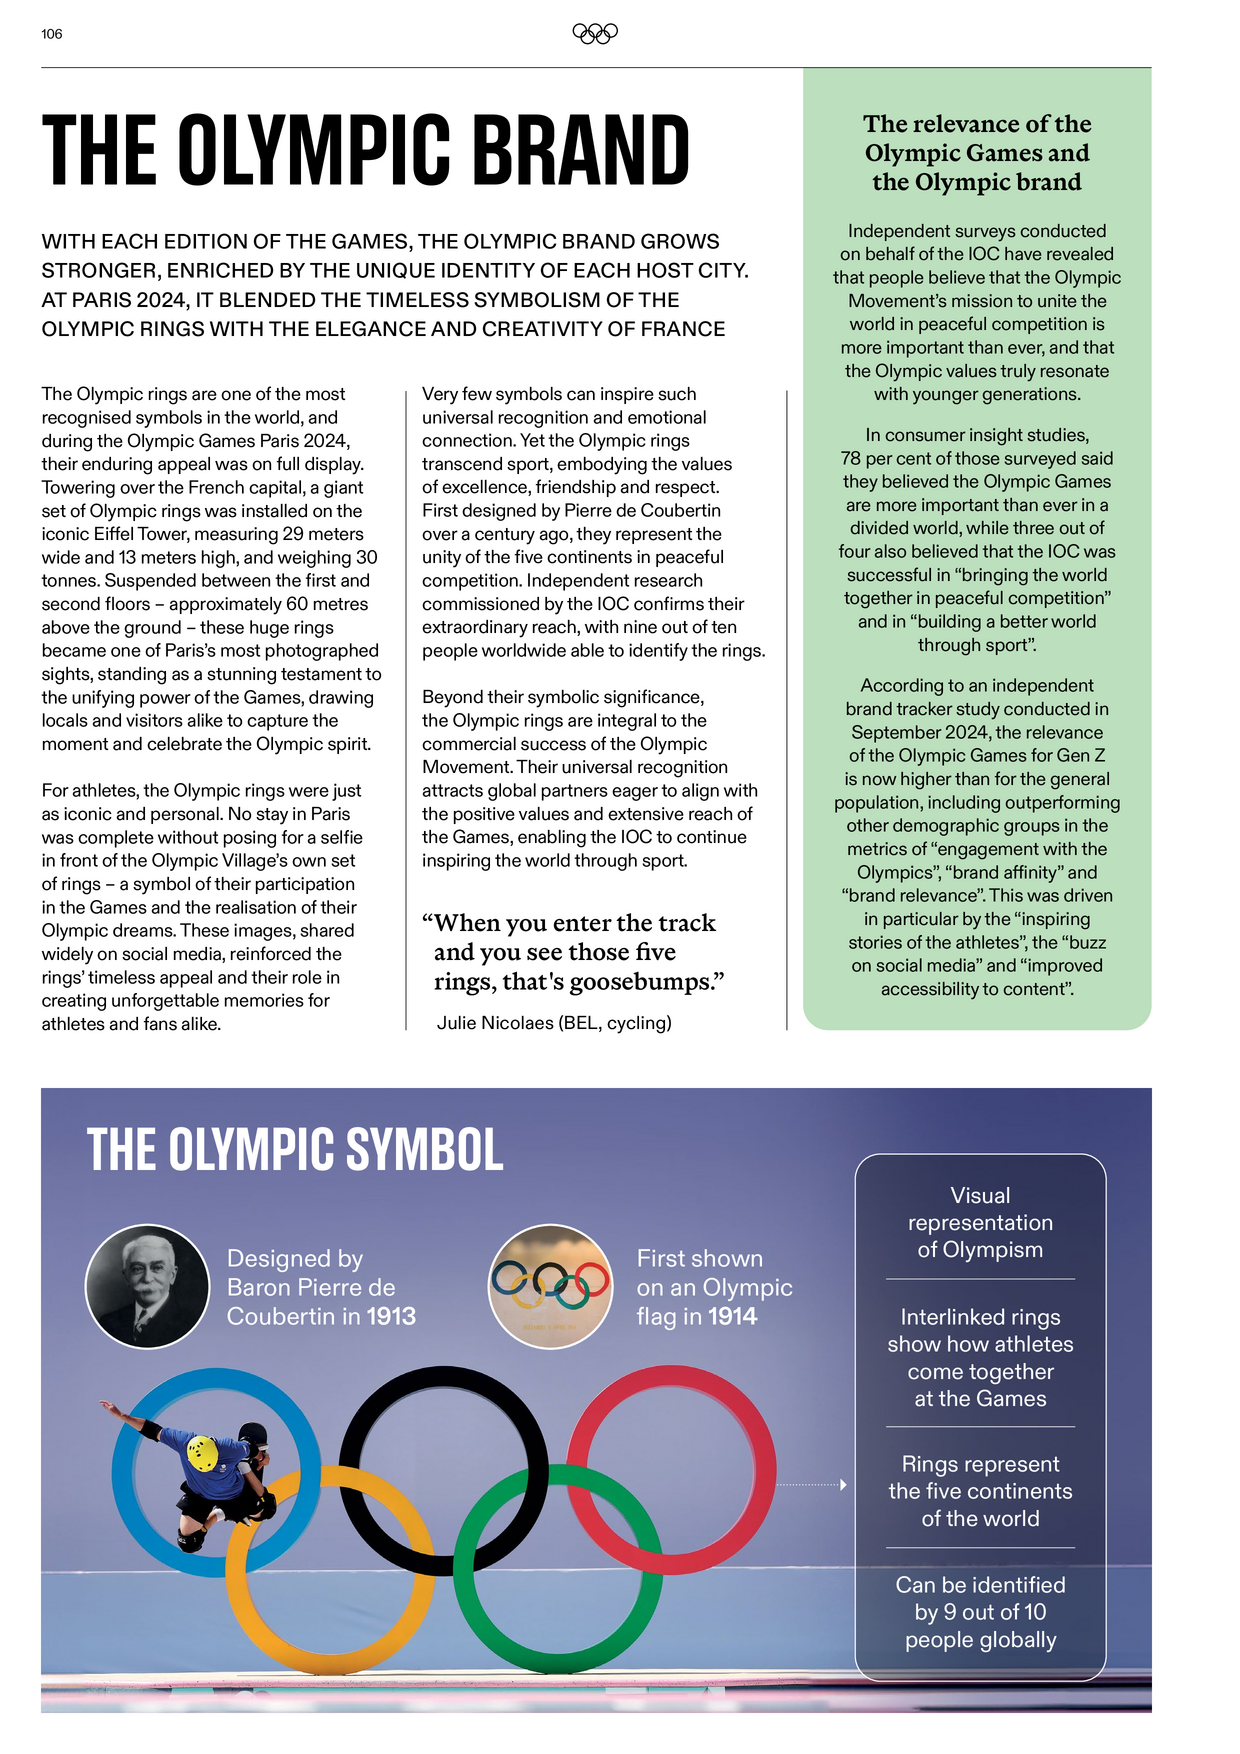 106
THE OLYMPIC BRAND
WITH EACH EDITION OF THE GAMES, THE OLYMPIC BRAND GROWS
STRONGER, ENRICHED BY THE UNIQUE IDENTITY OF EACH HOST CITY.
AT PARIS 2024, IT BLENDED THE TIMELESS SYMBOLISM OF THE
OLYMPIC RINGS WITH THE ELEGANCE AND CREATIVITY OF FRANCE
The Olympic rings are one of the most
recognised symbols in the world, and
during the Olympic Games Paris 2024,
their enduring appeal was on full display.
Towering over the French capital, a giant
set of Olympic rings was installed on the
iconic Eiffel Tower, measuring 29 meters
wide and 13 meters high, and weighing 30
tonnes. Suspended between the first and
second floors – approximately 60 metres
above the ground – these huge rings
became one of Paris’s most photographed
sights, standing as a stunning testament to
the unifying power of the Games, drawing
locals and visitors alike to capture the
moment and celebrate the Olympic spirit.
For athletes, the Olympic rings were just
as iconic and personal. No stay in Paris
was complete without posing for a selfie
in front of the Olympic Village’s own set
of rings – a symbol of their participation
in the Games and the realisation of their
Olympic dreams. These images, shared
widely on social media, reinforced the
rings’ timeless appeal and their role in
creating unforgettable memories for
athletes and fans alike.
Very few symbols can inspire such
universal recognition and emotional
connection. Yet the Olympic rings
transcend sport, embodying the values
of excellence, friendship and respect.
First designed by Pierre de Coubertin
over a century ago, they represent the
unity of the five continents in peaceful
competition. Independent research
commissioned by the IOC confirms their
extraordinary reach, with nine out of ten
people worldwide able to identify the rings.
Beyond their symbolic significance,
the Olympic rings are integral to the
commercial success of the Olympic
Movement. Their universal recognition
attracts global partners eager to align with
the positive values and extensive reach of
the Games, enabling the IOC to continue
inspiring the world through sport.
“When you enter the track
and you see those five
rings, that's goosebumps.”
Julie Nicolaes (BEL, cycling)
The relevance of the
Olympic Games and
the Olympic brand
Independent surveys conducted
on behalf of the IOC have revealed
that people believe that the Olympic
Movement’s mission to unite the
world in peaceful competition is
more important than ever, and that
the Olympic values truly resonate
with younger generations.
In consumer insight studies,
78 per cent of those surveyed said
they believed the Olympic Games
are more important than ever in a
divided world, while three out of
four also believed that the IOC was
successful in “bringing the world
together in peaceful competition”
and in “building a better world
through sport”.
According to an independent
brand tracker study conducted in
September 2024, the relevance
of the Olympic Games for Gen Z
is now higher than for the general
population, including outperforming
other demographic groups in the
metrics of “engagement with the
Olympics”, “brand affinity” and
“brand relevance”. This was driven
in particular by the “inspiring
stories of the athletes”, the “buzz
on social media” and “improved
accessibility to content”.
THE OLYMPIC SYMBOL
Designed by
Baron Pierre de
Coubertin in 1913
First shown
on an Olympic
flag in 1914
Visual
representation
of Olympism
Interlinked rings
show how athletes
come together
at the Games
Rings represent
the five continents
of the world
Can be identified
by 9 out of 10
people globally